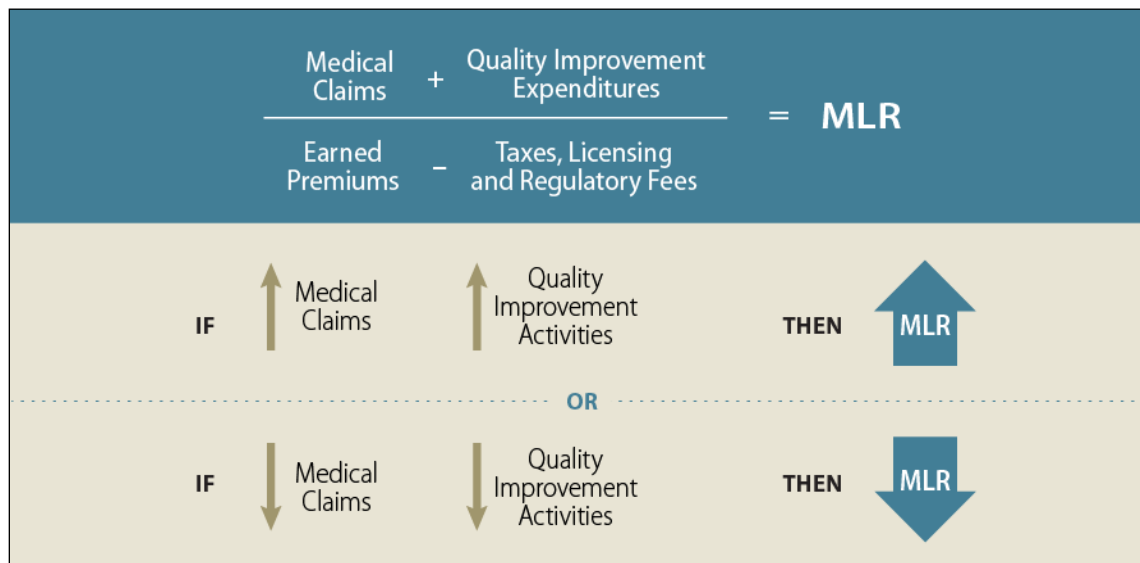 Medical Claims + Quality Improvement Expenditures = MLR
Earned Premiums – Taxes, Licensing and Regulatory Fees
IF Medical Claims Quality Improvement Activities THEN MLR
OR
IF Medical Claims Quality Improvement Activities THEN MLR